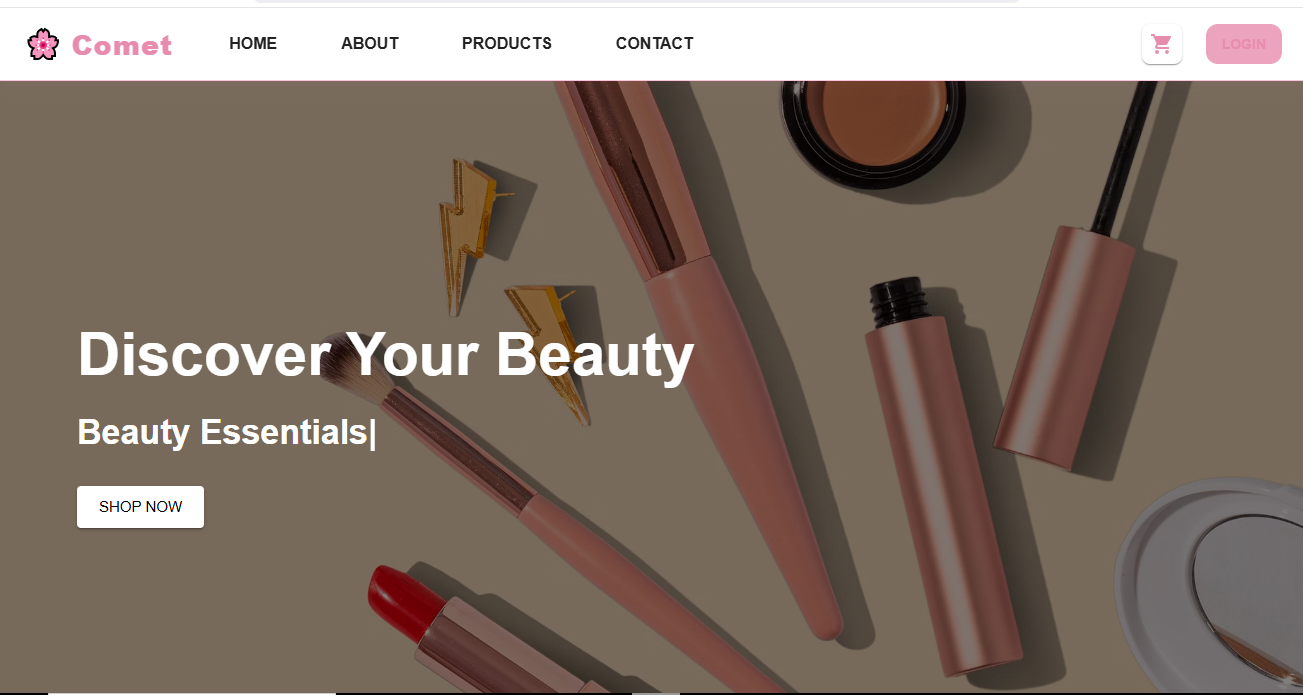 Comet
HOME
ABOUT
PRODUCTS
CONTACT
LOGIN
Discover Your Beauty
Beauty Essentials|
SHOP NOW